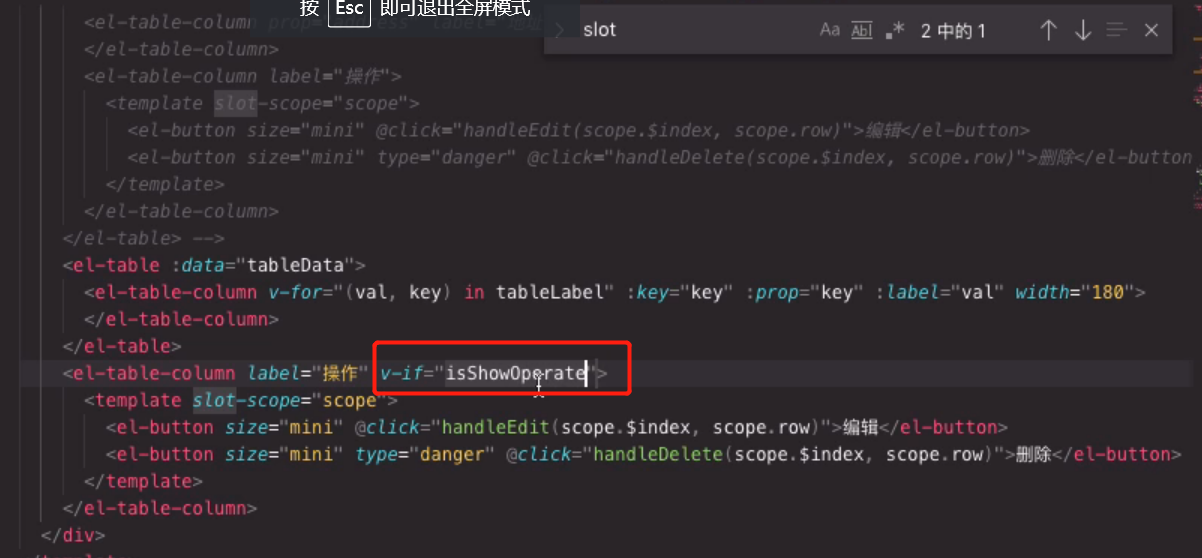 按 Esc 即可退出全屏模式
slot Aa Abl .* 2 中的 1
<el-table-column
</el-table-column>
<el-table-column label="操作">
<template slot-scope="scope">
<el-button size="mini" @click="handleEdit(scope.$index, scope.row)">编辑</el-button>
<el-button size="mini" type="danger" @click="handleDelete(scope.$index, scope.row)">删除</el-button
</template>
</el-table-column>
</el-table> -->
<el-table :data="tableData">
<el-table-column v-for="(val, key) in tableLabel" :key="key" :prop="key" :label="val" width="180">
</el-table-column>
</el-table>
<el-table-column label="操作" v-if="isShowOperate">
<template slot-scope="scope">
<el-button size="mini" @click="handleEdit(scope.$index, scope.row)">编辑</el-button>
<el-button size="mini" type="danger" @click="handleDelete(scope.$index, scope.row)">删除</el-button>
</template>
</el-table-column>
</div>